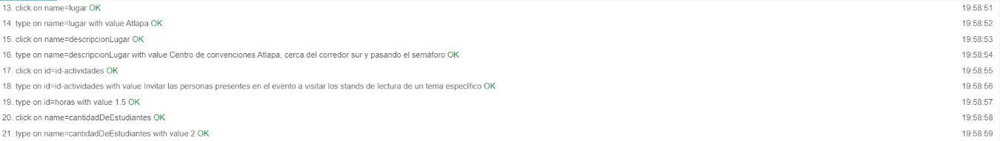 13. click on name=lugar OK 19:58:51
14. type on name=lugar with value Atlapa OK 19:58:52
15. click on name=descripcionLugar OK 19:58:53
16. type on name=descripcionLugar with value Centro de convenciones Atlapa, cerca del corredor sur y pasando el semáforo OK 19:58:54
17. click on id=id-actividades OK 19:58:55
18. type on id=id-actividades with value Invitar las personas presentes en el evento a visitar los stands de lectura de un tema específico OK 19:58:56
19. type on id=horas with value 1.5 OK 19:58:57
20. click on name=cantidadDeEstudiantes OK 19:58:58
21. type on name=cantidadDeEstudiantes with value 2 OK 19:58:59